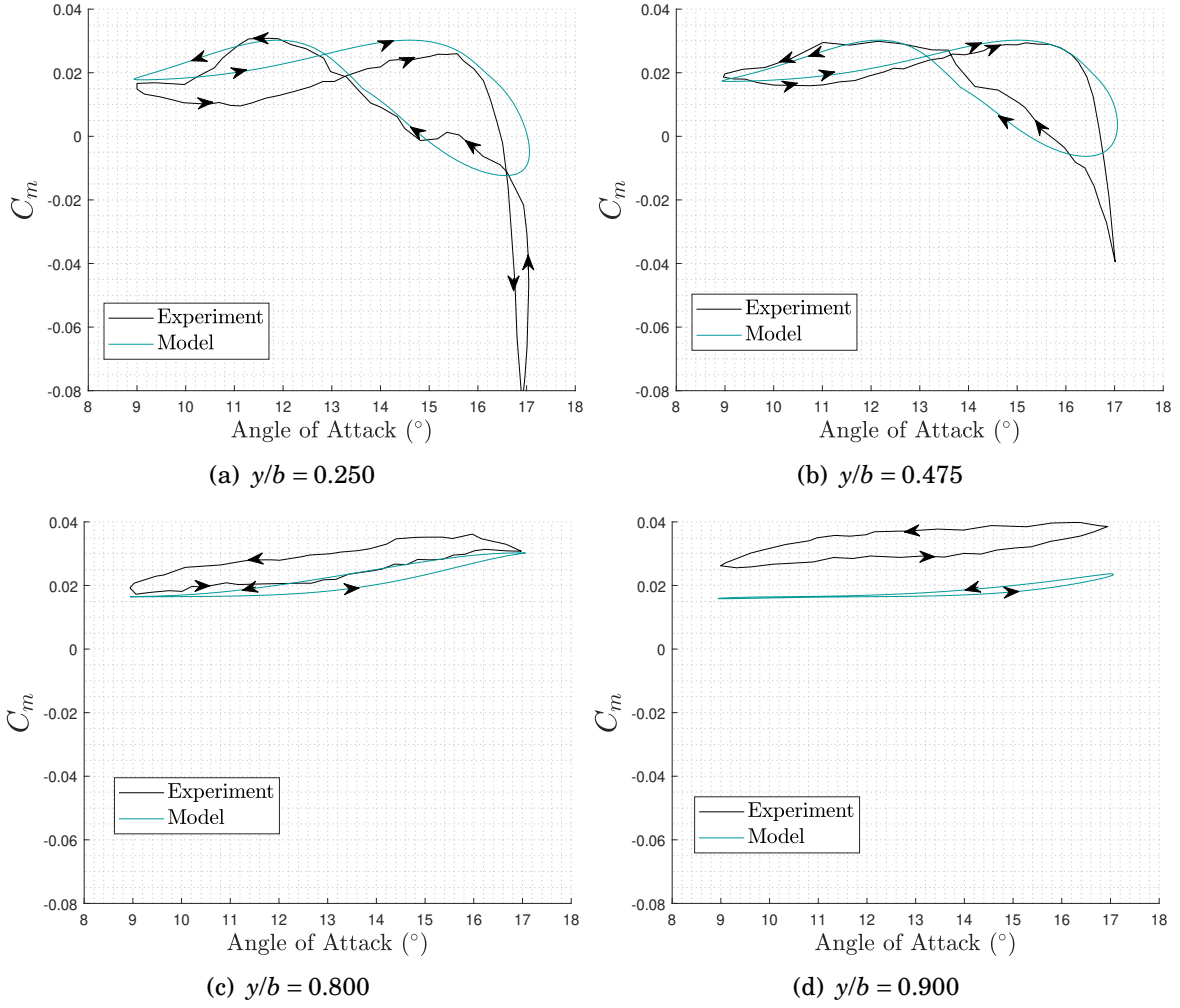 0.04
0.02
0
-0.02
-0.04
-0.06
-0.08
C_m
Experiment
Model
8 9 10 11 12 13 14 15 16 17 18
Angle of Attack (°)
(a) y/b = 0.250
0.04
0.02
0
-0.02
-0.04
-0.06
-0.08
C_m
Experiment
Model
8 9 10 11 12 13 14 15 16 17 18
Angle of Attack (°)
(b) y/b = 0.475
0.04
0.02
0
-0.02
-0.04
-0.06
-0.08
C_m
Experiment
Model
8 9 10 11 12 13 14 15 16 17 18
Angle of Attack (°)
(c) y/b = 0.800
0.04
0.02
0
-0.02
-0.04
-0.06
-0.08
C_m
Experiment
Model
8 9 10 11 12 13 14 15 16 17 18
Angle of Attack (°)
(d) y/b = 0.900